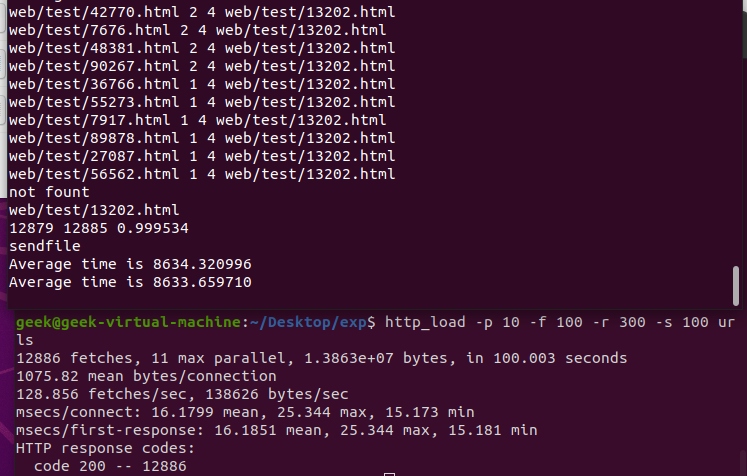 web/test/42770.html 2 4 web/test/13202.html
web/test/7676.html 2 4 web/test/13202.html
web/test/48381.html 2 4 web/test/13202.html
web/test/90267.html 2 4 web/test/13202.html
web/test/36766.html 1 4 web/test/13202.html
web/test/55273.html 1 4 web/test/13202.html
web/test/7917.html 1 4 web/test/13202.html
web/test/89878.html 1 4 web/test/13202.html
web/test/27087.html 1 4 web/test/13202.html
web/test/56562.html 1 4 web/test/13202.html
not fount
web/test/13202.html
12879 12885 0.999534
sendfile
Average time is 8634.320996
Average time is 8633.659710
geek@geek-virtual-machine:~/Desktop/exp$ http_load -p 10 -f 100 -r 300 -s 100 ur
ls
12886 fetches, 11 max parallel, 1.3863e+07 bytes, in 100.003 seconds
1075.82 mean bytes/connection
128.856 fetches/sec, 138626 bytes/sec
msecs/connect: 16.1799 mean, 25.344 max, 15.173 min
msecs/first-response: 16.1851 mean, 25.344 max, 15.181 min
HTTP response codes:
  code 200 -- 12886